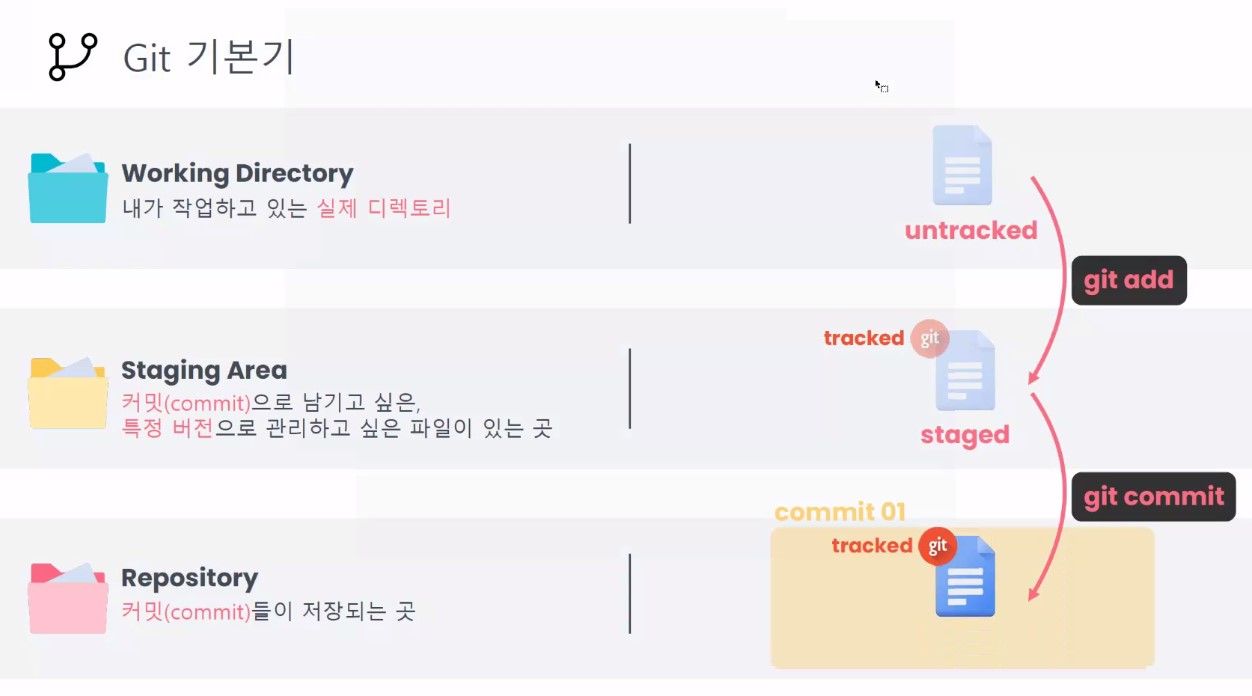 Git 기본기
Working Directory
내가 작업하고 있는 실제 디렉토리
untracked
git add
Staging Area
커밋(commit)으로 남기고 싶은,
특정 버전으로 관리하고 싶은 파일이 있는 곳
tracked
git
staged
git commit
commit 01
tracked
git
Repository
커밋(commit)들이 저장되는 곳